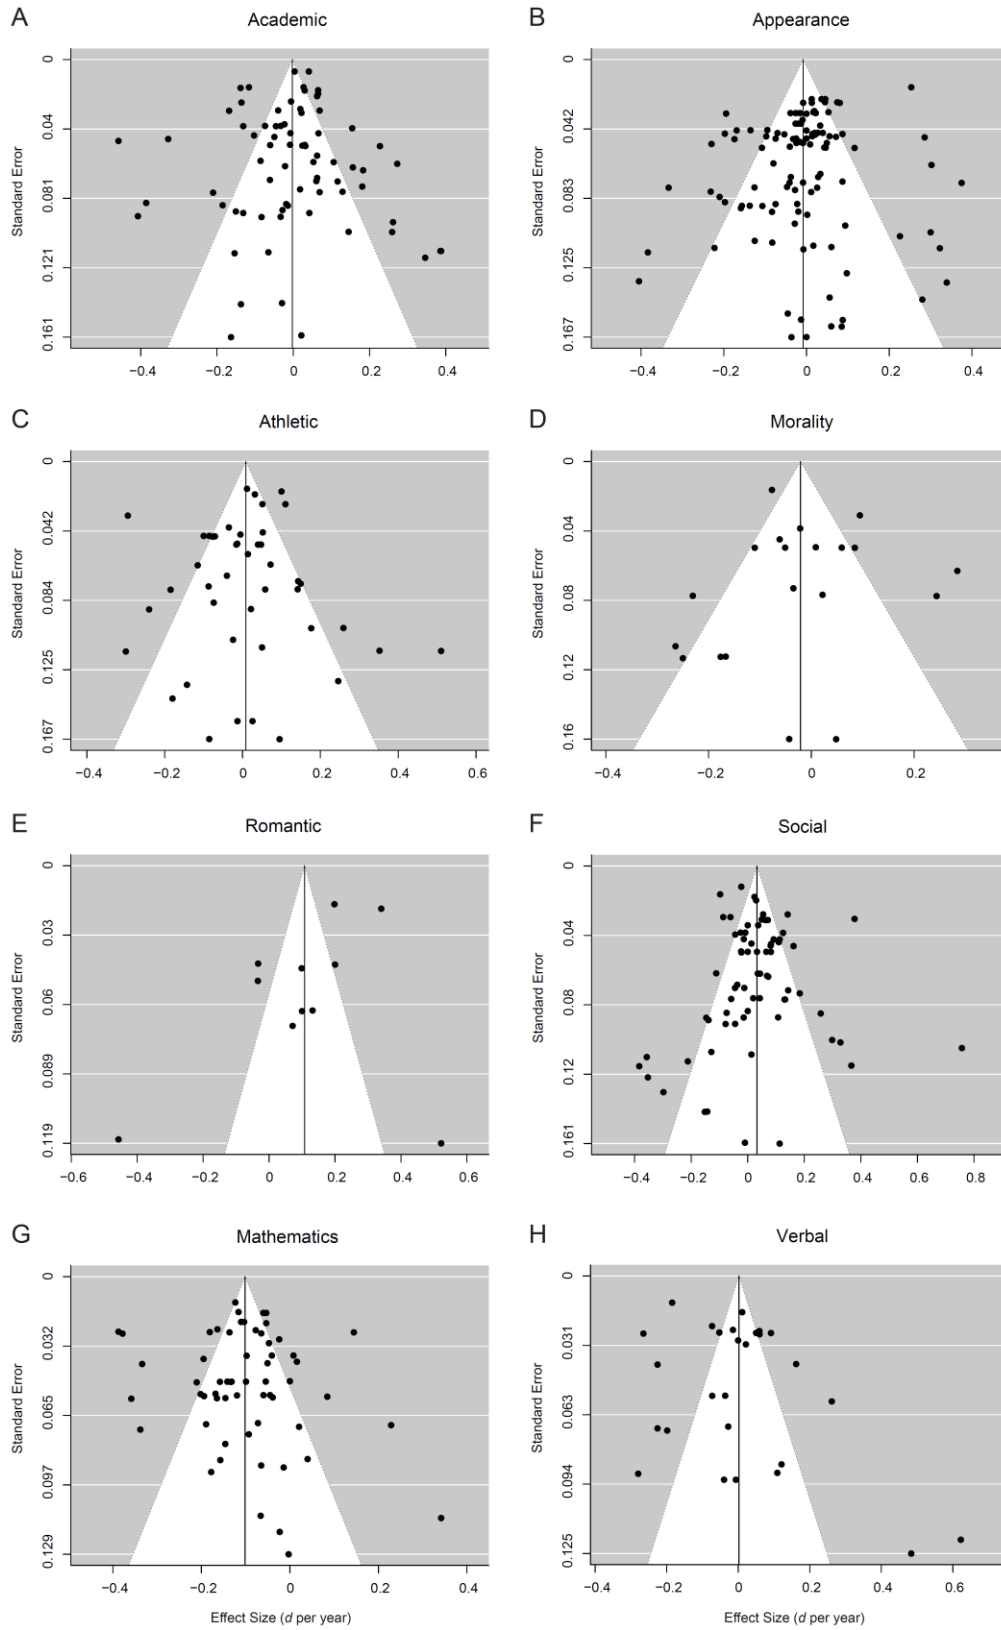 A
Academic
Standard Error
0
0.04
0.081
0.121
0.161
−0.4 −0.2 0 0.2 0.4
B
Appearance
Standard Error
0
0.042
0.083
0.125
0.167
−0.4 −0.2 0 0.2 0.4
C
Athletic
Standard Error
0
0.042
0.084
0.125
0.167
−0.4 −0.2 0 0.2 0.4 0.6
D
Morality
Standard Error
0
0.04
0.08
0.12
0.16
−0.4 −0.2 0 0.2
E
Romantic
Standard Error
0
0.03
0.06
0.089
0.119
−0.6 −0.4 −0.2 0 0.2 0.4 0.6
F
Social
Standard Error
0
0.04
0.08
0.12
0.161
−0.4 −0.2 0 0.2 0.4 0.6 0.8
G
Mathematics
Standard Error
0
0.032
0.065
0.097
0.129
−0.4 −0.2 0 0.2 0.4
Effect Size (d per year)
H
Verbal
Standard Error
0
0.031
0.063
0.094
0.125
−0.4 −0.2 0 0.2 0.4 0.6
Effect Size (d per year)